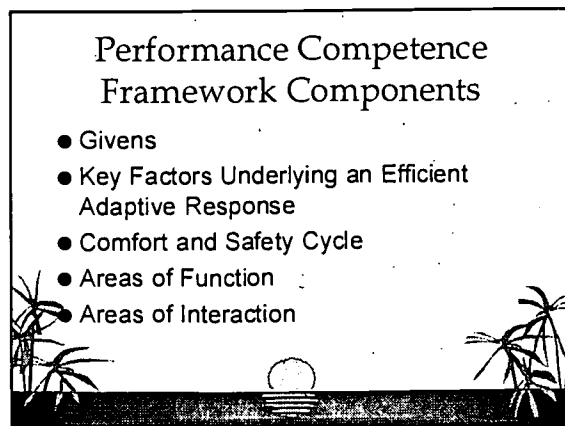 Performance Competence
Framework Components
● Givens
● Key Factors Underlying an Efficient
Adaptive Response
● Comfort and Safety Cycle
● Areas of Function
● Areas of Interaction